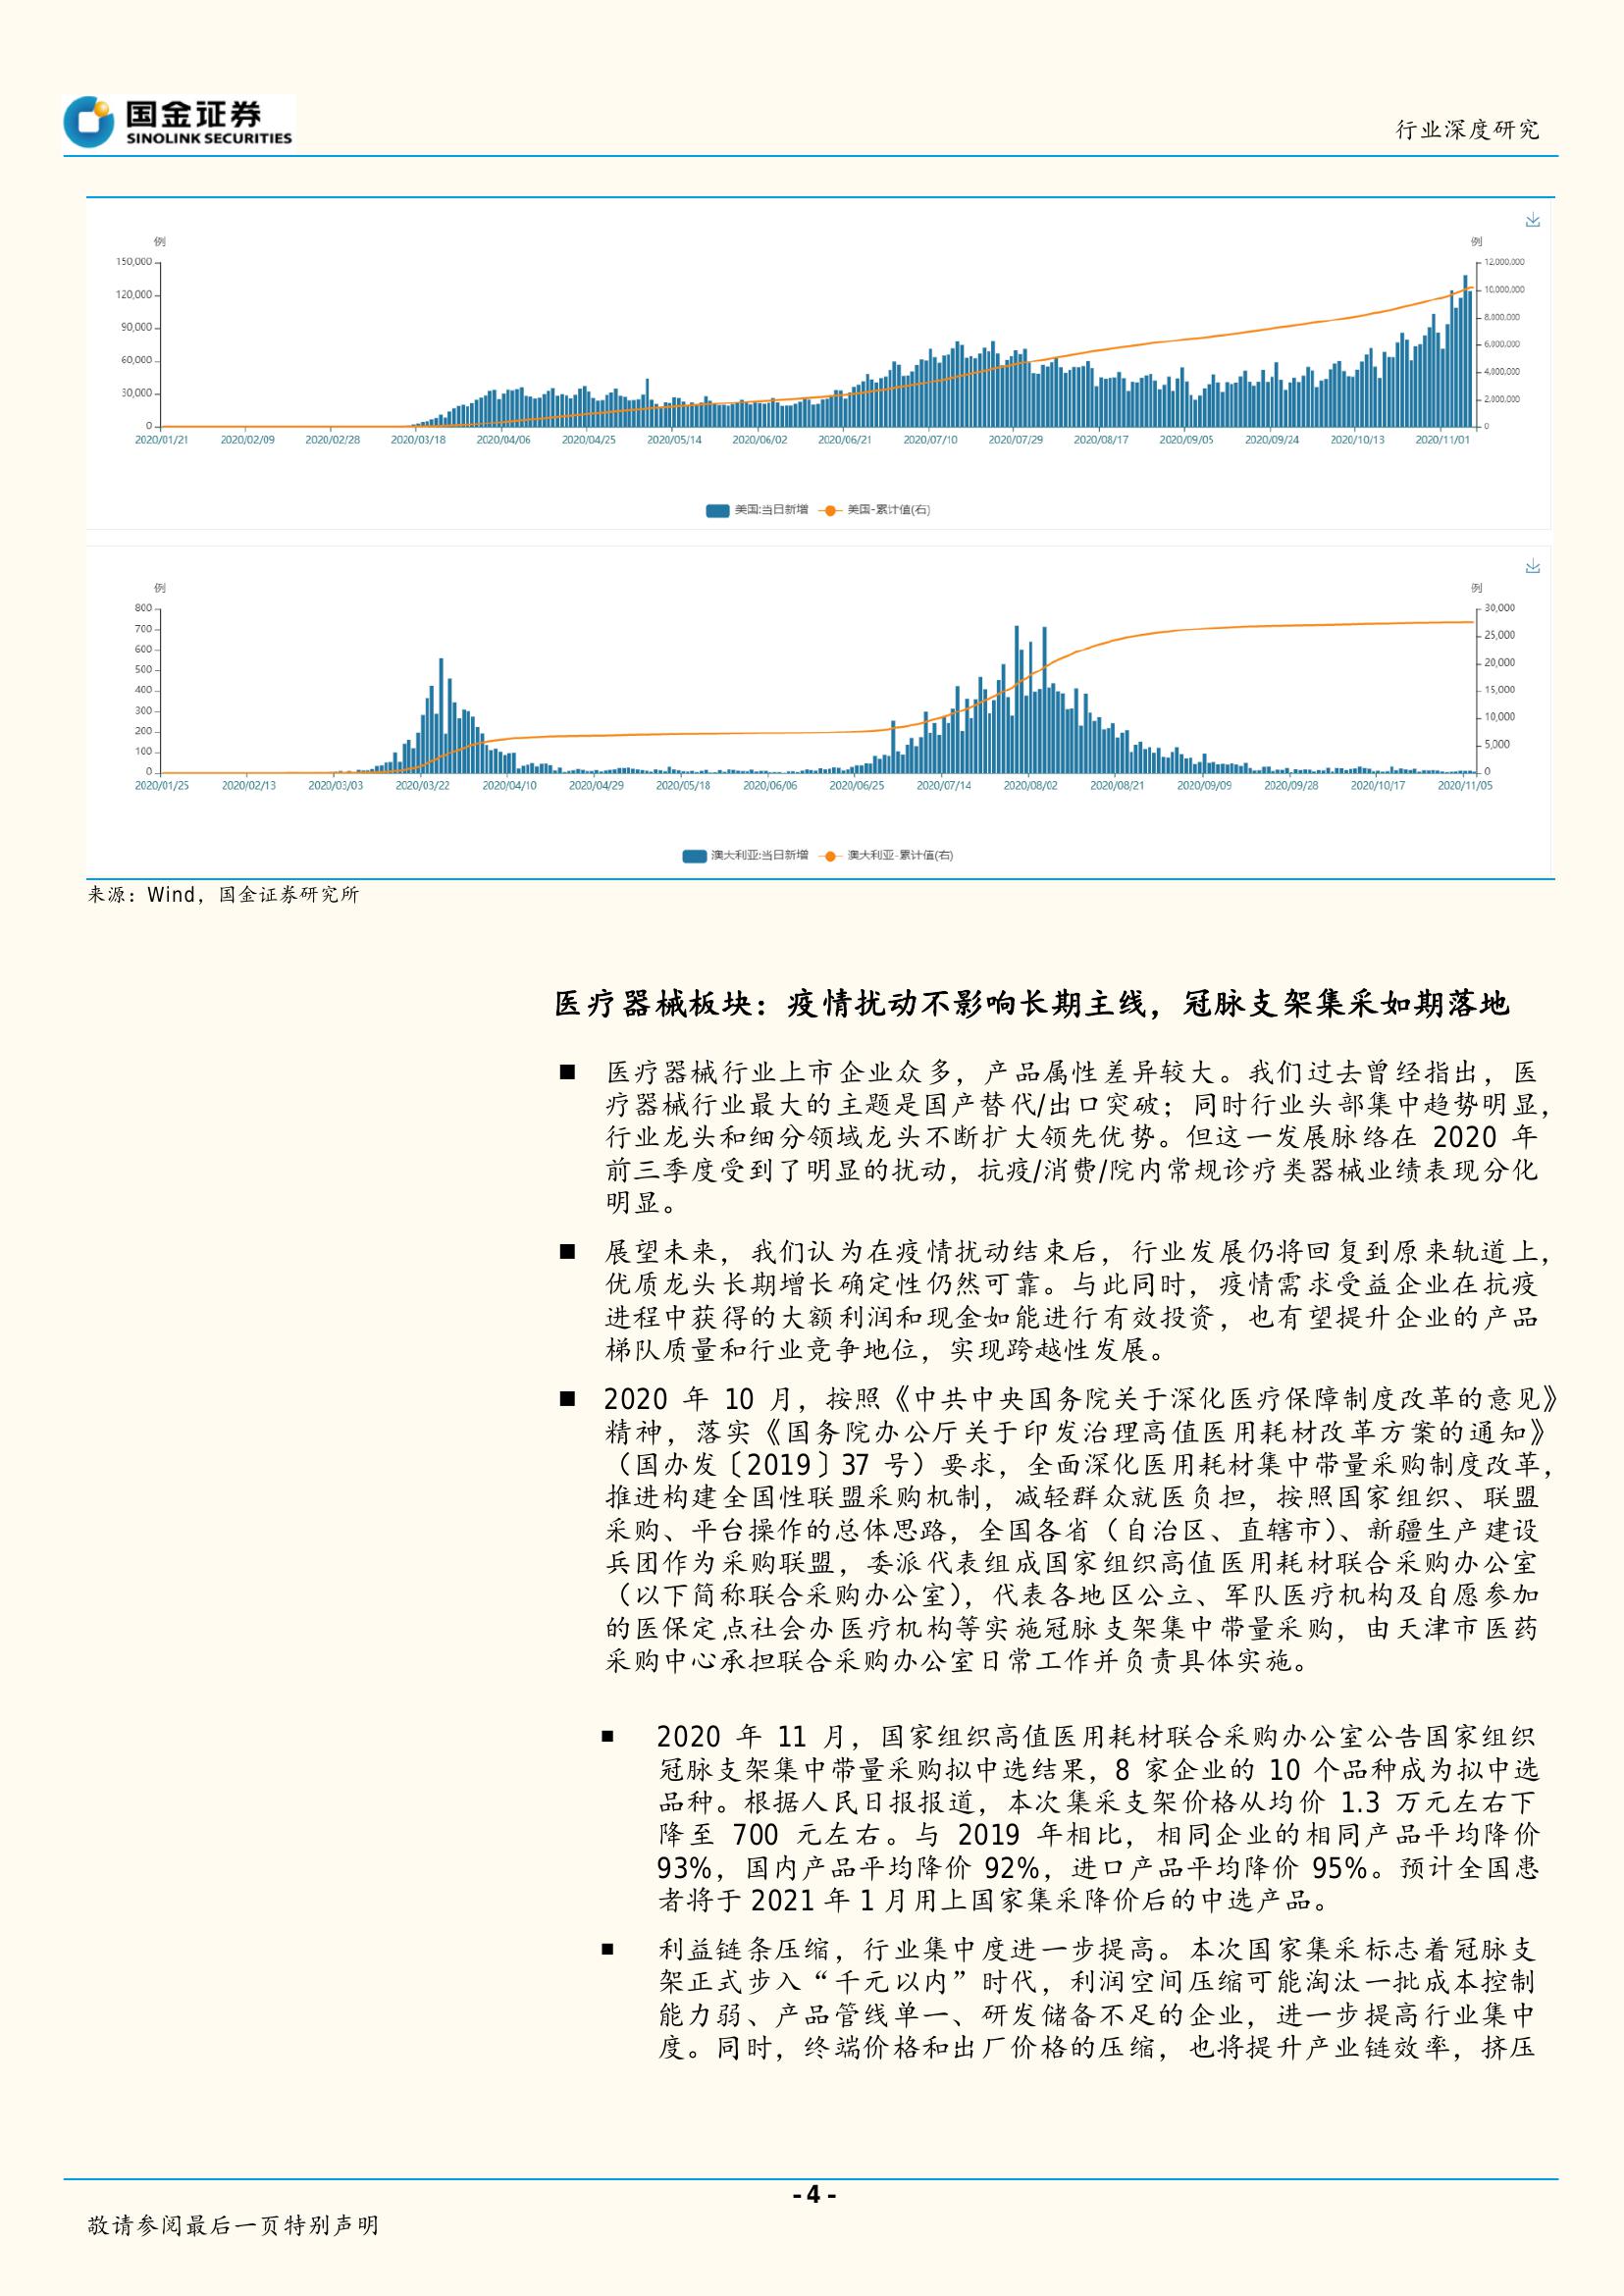 国金证券
SINOLINK SECURITIES
行业深度研究
例
例
150,000
120,000
90,000
60,000
30,000
0
12,000,000
10,000,000
8,000,000
6,000,000
4,000,000
2,000,000
0
2020/01/21 2020/02/09 2020/02/28 2020/03/18 2020/04/06 2020/04/25 2020/05/14 2020/06/02 2020/06/21 2020/07/10 2020/07/29 2020/08/17 2020/09/05 2020/09/24 2020/10/13 2020/11/01
美国:当日新增 美国-累计值(右)
例
例
800
700
600
500
400
300
200
100
0
30,000
25,000
20,000
15,000
10,000
5,000
0
2020/01/25 2020/02/13 2020/03/03 2020/03/22 2020/04/10 2020/04/29 2020/05/18 2020/06/06 2020/06/25 2020/07/14 2020/08/02 2020/08/21 2020/09/09 2020/09/28 2020/10/17 2020/11/05
澳大利亚:当日新增 澳大利亚-累计值(右)
来源：Wind，国金证券研究所
医疗器械板块：疫情扰动不影响长期主线，冠脉支架集采如期落地
■ 医疗器械行业上市企业众多，产品属性差异较大。我们过去曾经指出，医
疗器械行业最大的主题是国产替代/出口突破；同时行业头部集中趋势明显，
行业龙头和细分领域龙头不断扩大领先优势。但这一发展脉络在 2020 年
前三季度受到了明显的扰动，抗疫/消费/院内常规诊疗类器械业绩表现分化
明显。
■ 展望未来，我们认为在疫情扰动结束后，行业发展仍将回复到原来轨道上，
优质龙头长期增长确定性仍然可靠。与此同时，疫情需求受益企业在抗疫
进程中获得的大额利润和现金如能进行有效投资，也有望提升企业的产品
梯队质量和行业竞争地位，实现跨越性发展。
■ 2020 年 10 月，按照《中共中央国务院关于深化医疗保障制度改革的意见》
精神，落实《国务院办公厅关于印发治理高值医用耗材改革方案的通知》
（国办发〔2019〕37 号）要求，全面深化医用耗材集中带量采购制度改革，
推进构建全国性联盟采购机制，减轻群众就医负担，按照国家组织、联盟
采购、平台操作的总体思路，全国各省（自治区、直辖市）、新疆生产建设
兵团作为采购联盟，委派代表组成国家组织高值医用耗材联合采购办公室
（以下简称联合采购办公室），代表各地区公立、军队医疗机构及自愿参加
的医保定点社会办医疗机构等实施冠脉支架集中带量采购，由天津市医药
采购中心承担联合采购办公室日常工作并负责具体实施。
■ 2020 年 11 月，国家组织高值医用耗材联合采购办公室公告国家组织
冠脉支架集中带量采购拟中选结果，8 家企业的 10 个品种成为拟中选
品种。根据人民日报报道，本次集采支架价格从均价 1.3 万元左右下
降至 700 元左右。与 2019 年相比，相同企业的相同产品平均降价
93%，国内产品平均降价 92%，进口产品平均降价 95%。预计全国患
者将于 2021 年 1 月用上国家集采降价后的中选产品。
■ 利益链条压缩，行业集中度进一步提高。本次国家集采标志着冠脉支
架正式步入“千元以内”时代，利润空间压缩可能淘汰一批成本控制
能力弱、产品管线单一、研发储备不足的企业，进一步提高行业集中
度。同时，终端价格和出厂价格的压缩，也将提升产业链效率，挤压
- 4 -
敬请参阅最后一页特别声明